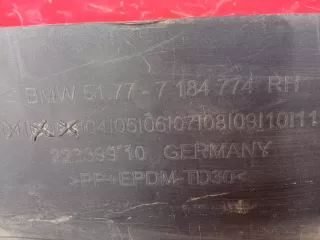 BMW 51.77 - 7 184 774 RH
04|05|06|07|08|09|10|11
22399310 GERMANY
>PP+EPDM-TD30<